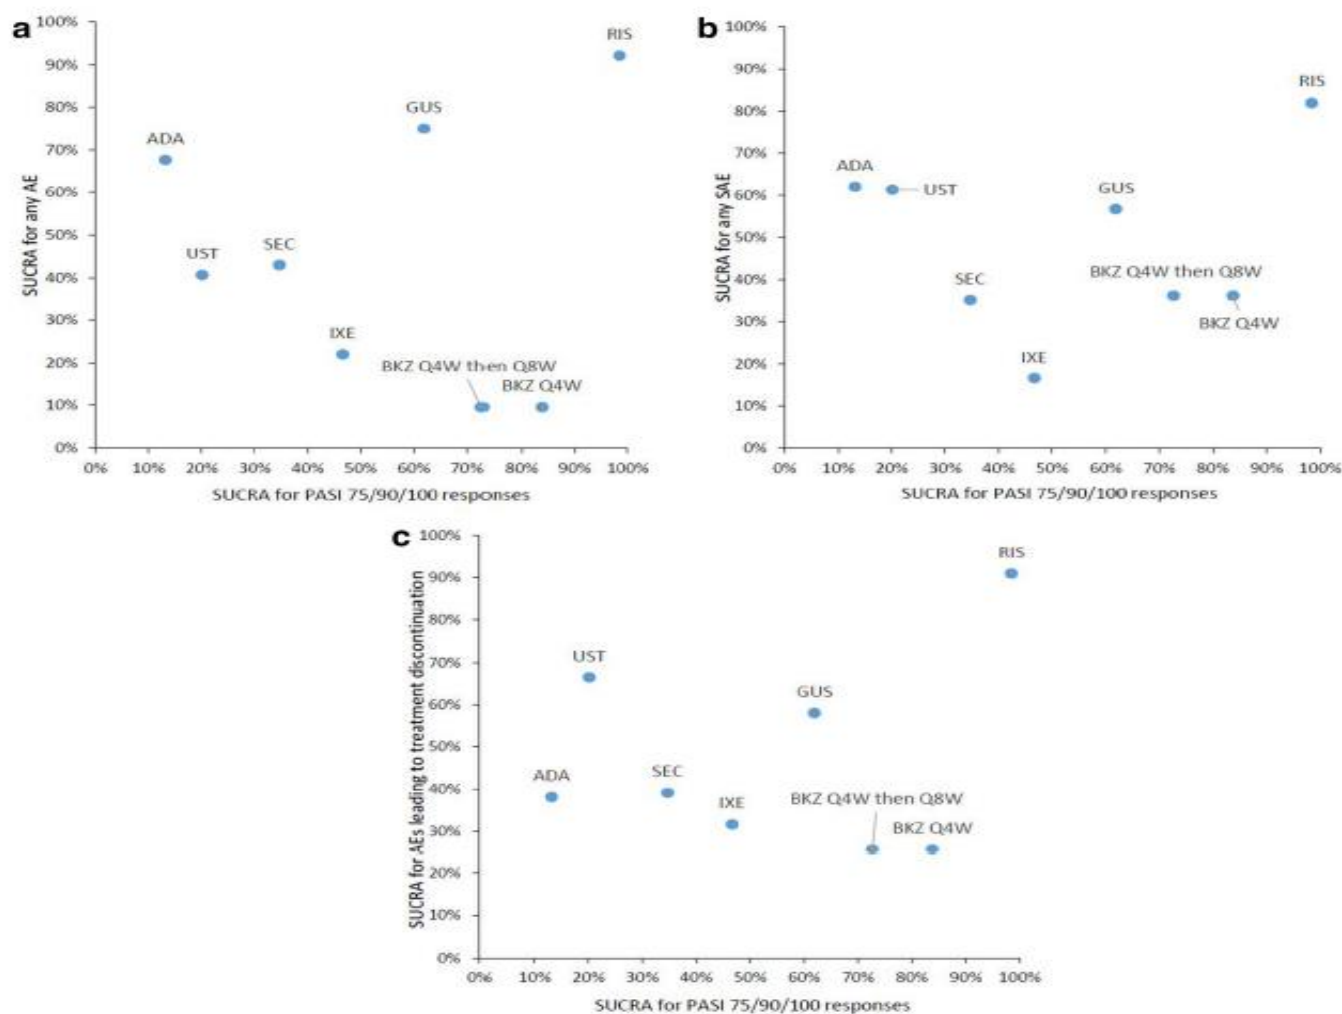 a
100%
90%
80%
70%
60%
50%
40%
30%
20%
10%
0%
SUCRA for any AE
RIS
GUS
ADA
UST
SEC
IXE
BKZ Q4W then Q8W
BKZ Q4W
0% 10% 20% 30% 40% 50% 60% 70% 80% 90% 100%
SUCRA for PASI 75/90/100 responses
b
100%
90%
80%
70%
60%
50%
40%
30%
20%
10%
0%
SUCRA for any SAE
RIS
ADA
UST
GUS
SEC
BKZ Q4W then Q8W
BKZ Q4W
IXE
0% 10% 20% 30% 40% 50% 60% 70% 80% 90% 100%
SUCRA for PASI 75/90/100 responses
c
100%
90%
80%
70%
60%
50%
40%
30%
20%
10%
0%
SUCRA for AEs leading to treatment discontinuation
RIS
UST
GUS
ADA
SEC
IXE
BKZ Q4W then Q8W
BKZ Q4W
0% 10% 20% 30% 40% 50% 60% 70% 80% 90% 100%
SUCRA for PASI 75/90/100 responses